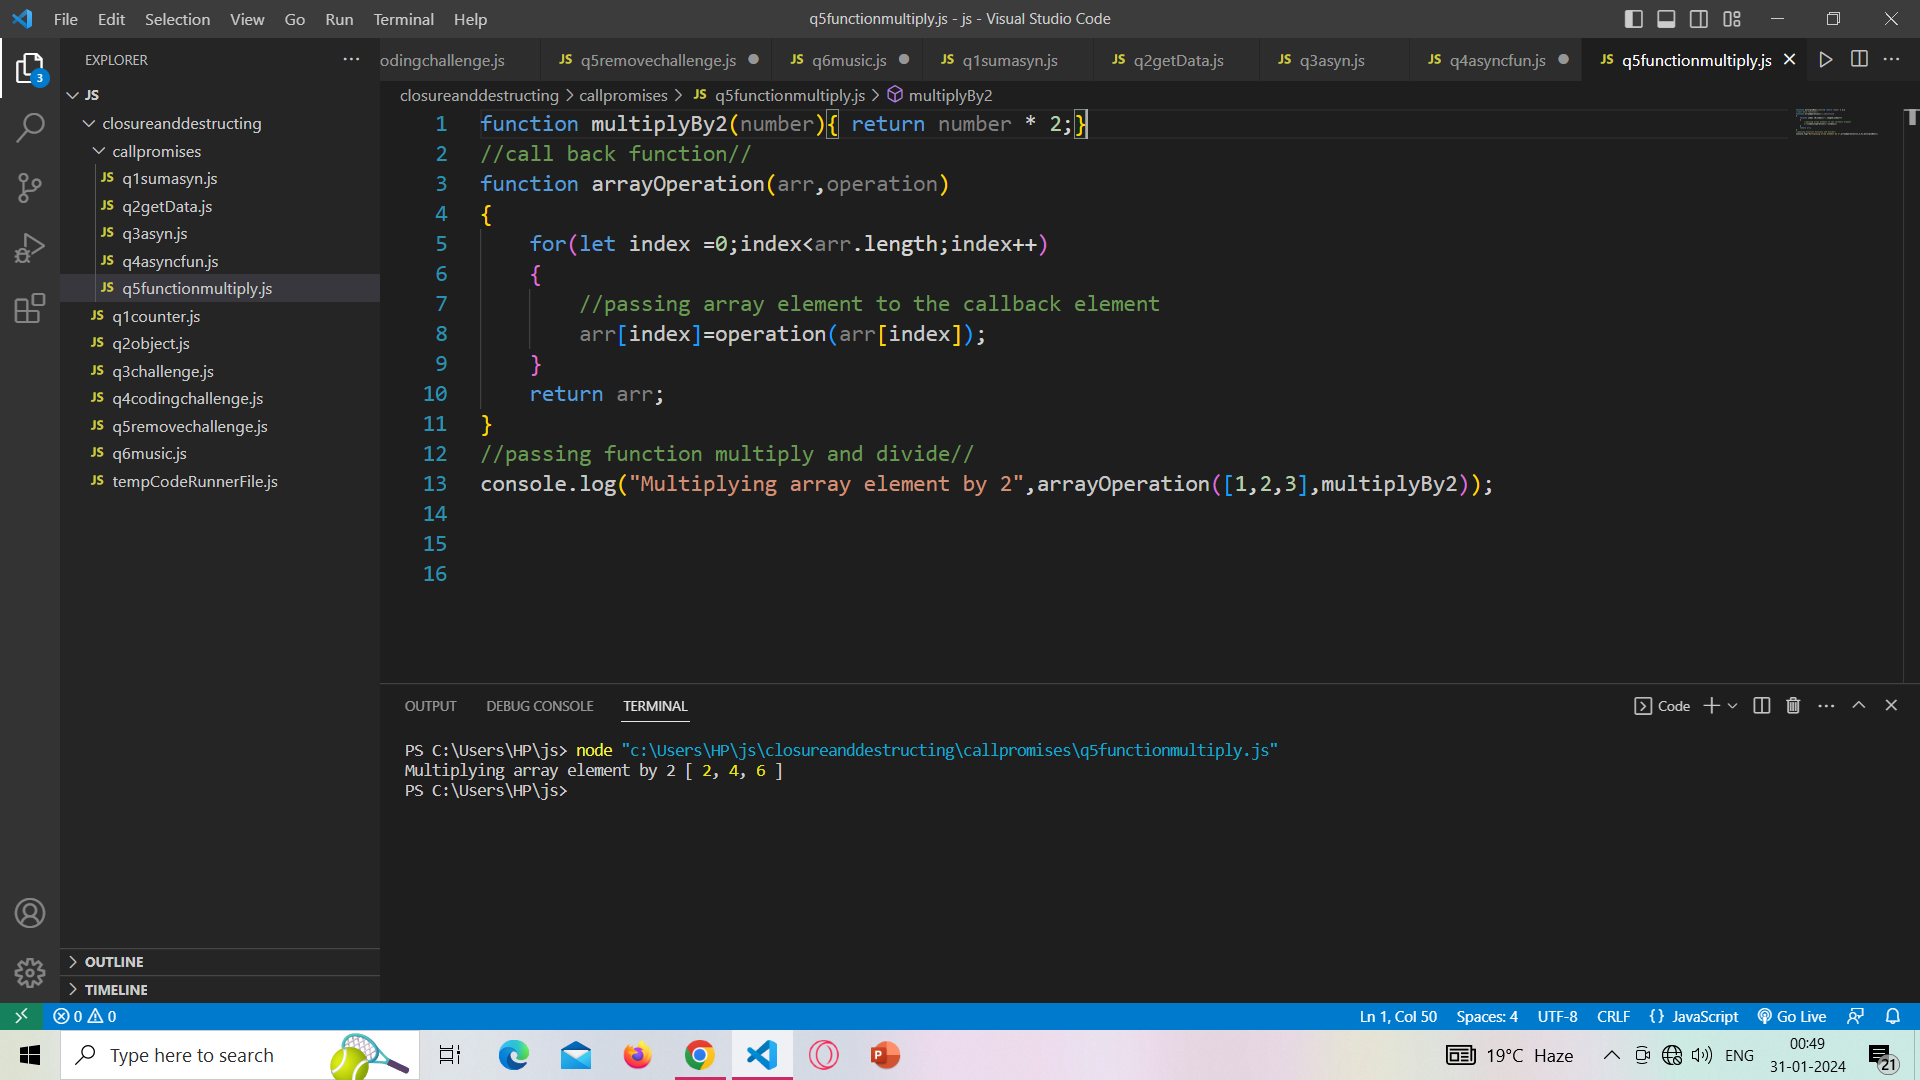 File Edit Selection View Go Run Terminal Help
q5functionmultiply.js - js - Visual Studio Code
EXPLORER
3
JS
closureanddestructing
callpromises
JS q1sumasyn.js
JS q2getData.js
JS q3asyn.js
JS q4asyncfun.js
JS q5functionmultiply.js
JS q1counter.js
JS q2object.js
JS q3challenge.js
JS q4codingchallenge.js
JS q5removechallenge.js
JS q6music.js
JS tempCodeRunnerFile.js
OUTLINE
TIMELINE
odingchallenge.js JS q5removechallenge.js JS q6music.js JS q1sumasyn.js JS q2getData.js JS q3asyn.js JS q4asyncfun.js JS q5functionmultiply.js
closureanddestructing > callpromises > JS q5functionmultiply.js > multiplyBy2
1 function multiplyBy2(number){ return number * 2;}
2 //call back function//
3 function arrayOperation(arr,operation)
4 {
5 for(let index =0;index<arr.length;index++)
6 {
7 //passing array element to the callback element
8 arr[index]=operation(arr[index]);
9 }
10 return arr;
11 }
12 //passing function multiply and divide//
13 console.log("Multiplying array element by 2",arrayOperation([1,2,3],multiplyBy2));
14
15
16
OUTPUT DEBUG CONSOLE TERMINAL
Code
PS C:\Users\HP\js> node "c:\Users\HP\js\closureanddestructing\callpromises\q5functionmultiply.js"
Multiplying array element by 2 [ 2, 4, 6 ]
PS C:\Users\HP\js>
0 0
Ln 1, Col 50 Spaces: 4 UTF-8 CRLF {} JavaScript Go Live
Type here to search
19°C Haze
ENG
00:49
31-01-2024
21